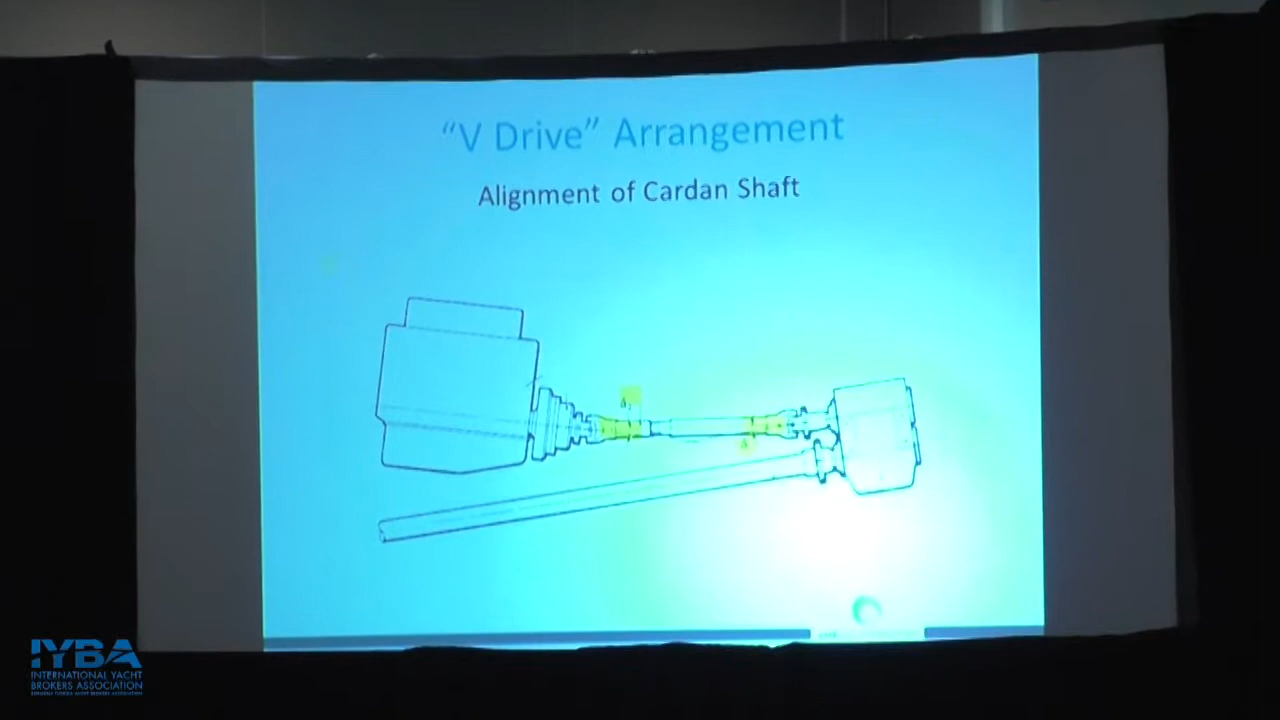 “V Drive” Arrangement
Alignment of Cardan Shaft
IYBA
INTERNATIONAL YACHT
BROKERS ASSOCIATION